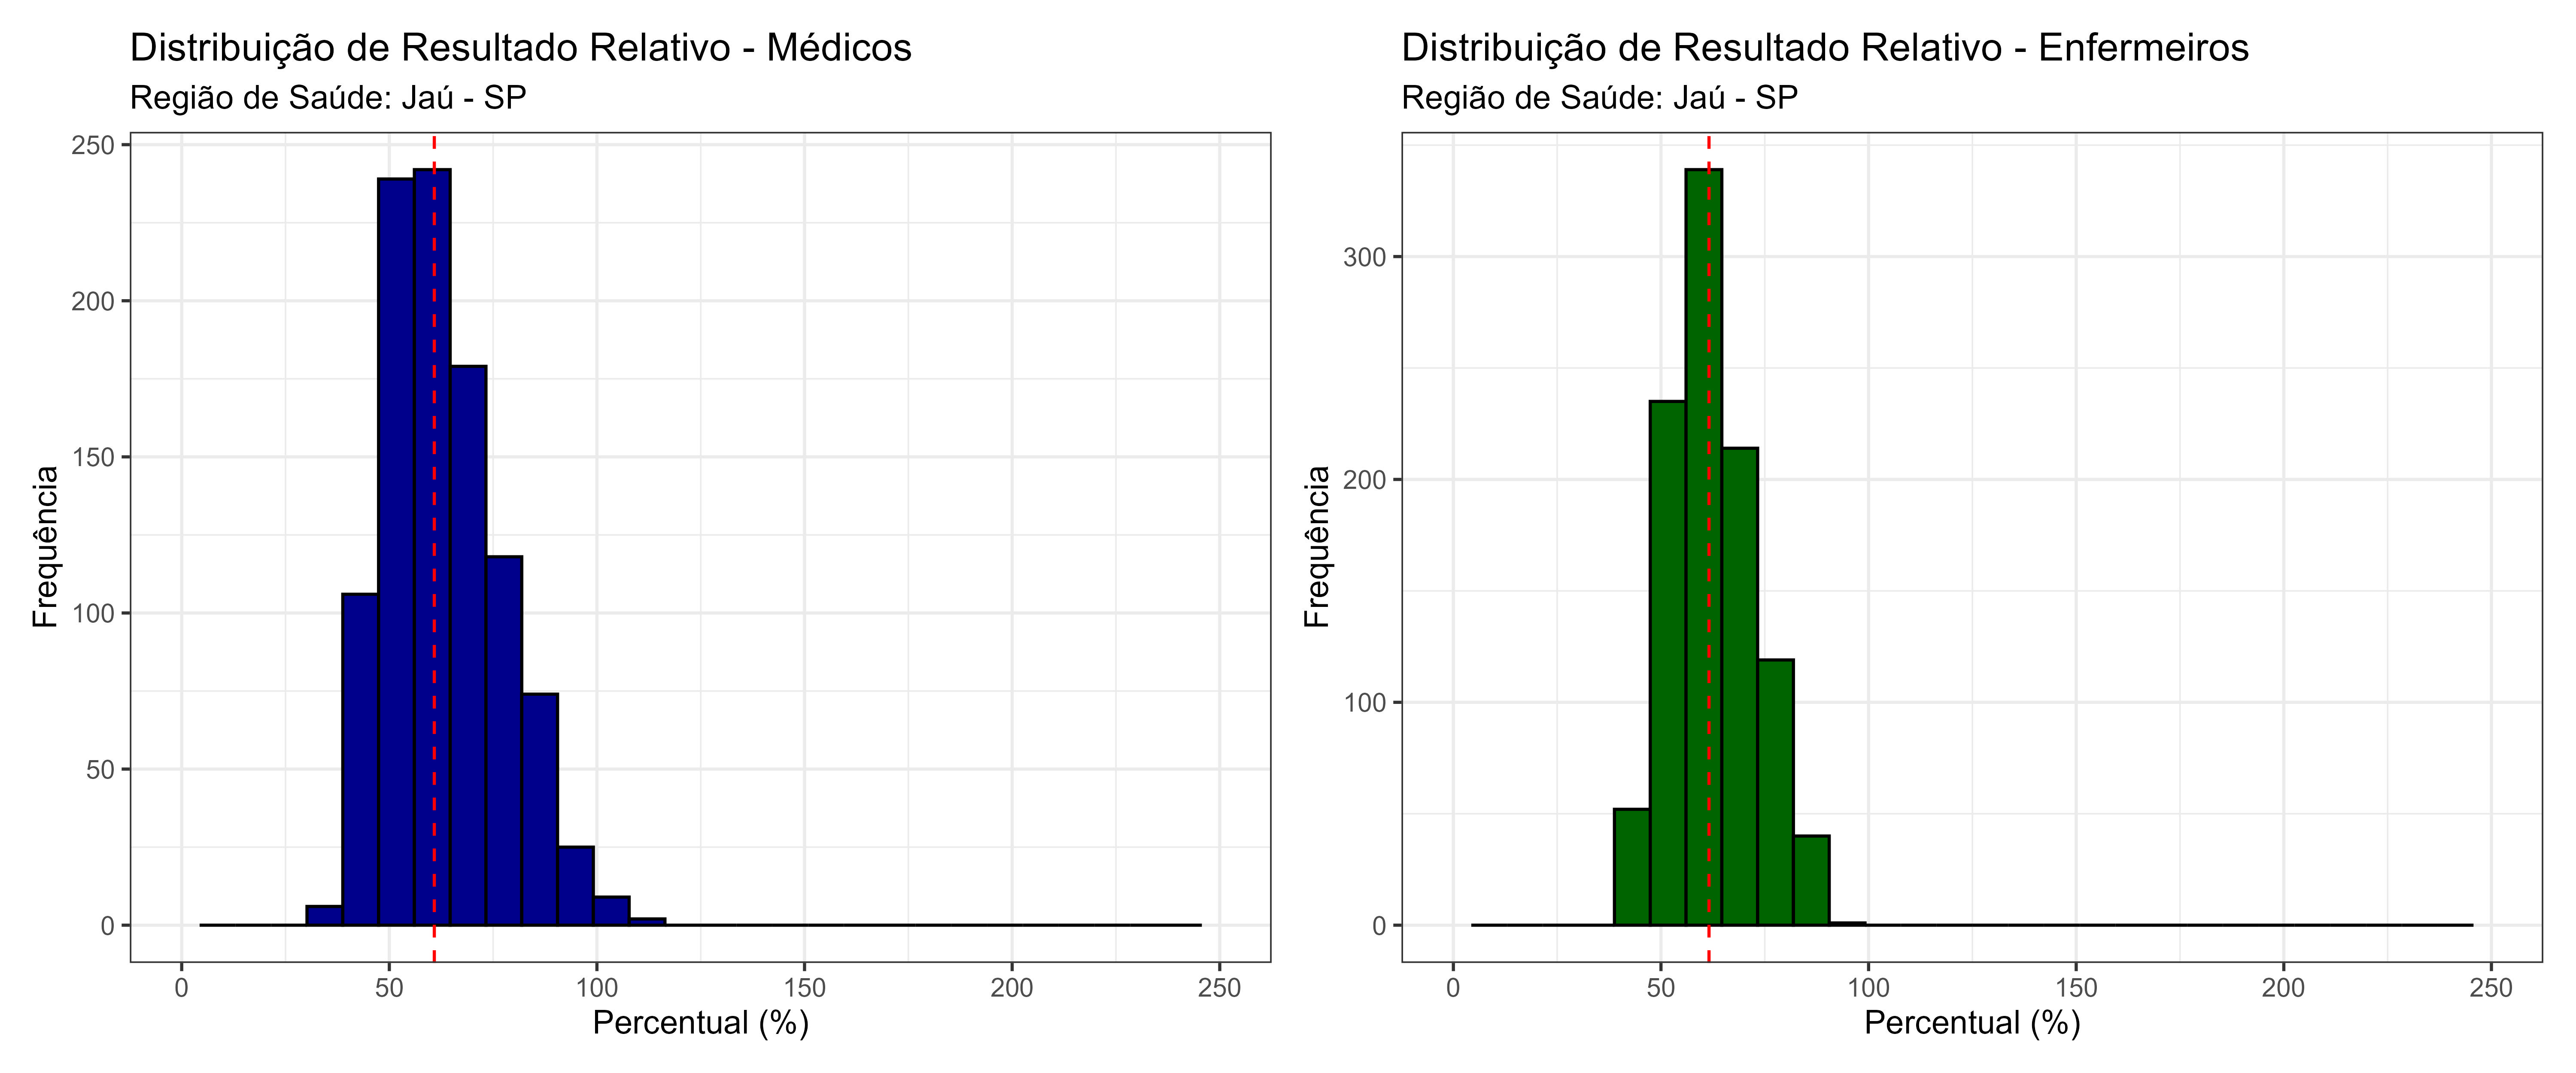 Distribuição de Resultado Relativo - Médicos
Região de Saúde: Jaú - SP
250
200
150
100
50
0
Frequência
0 50 100 150 200 250
Percentual (%)
Distribuição de Resultado Relativo - Enfermeiros
Região de Saúde: Jaú - SP
300
200
100
0
Frequência
0 50 100 150 200 250
Percentual (%)